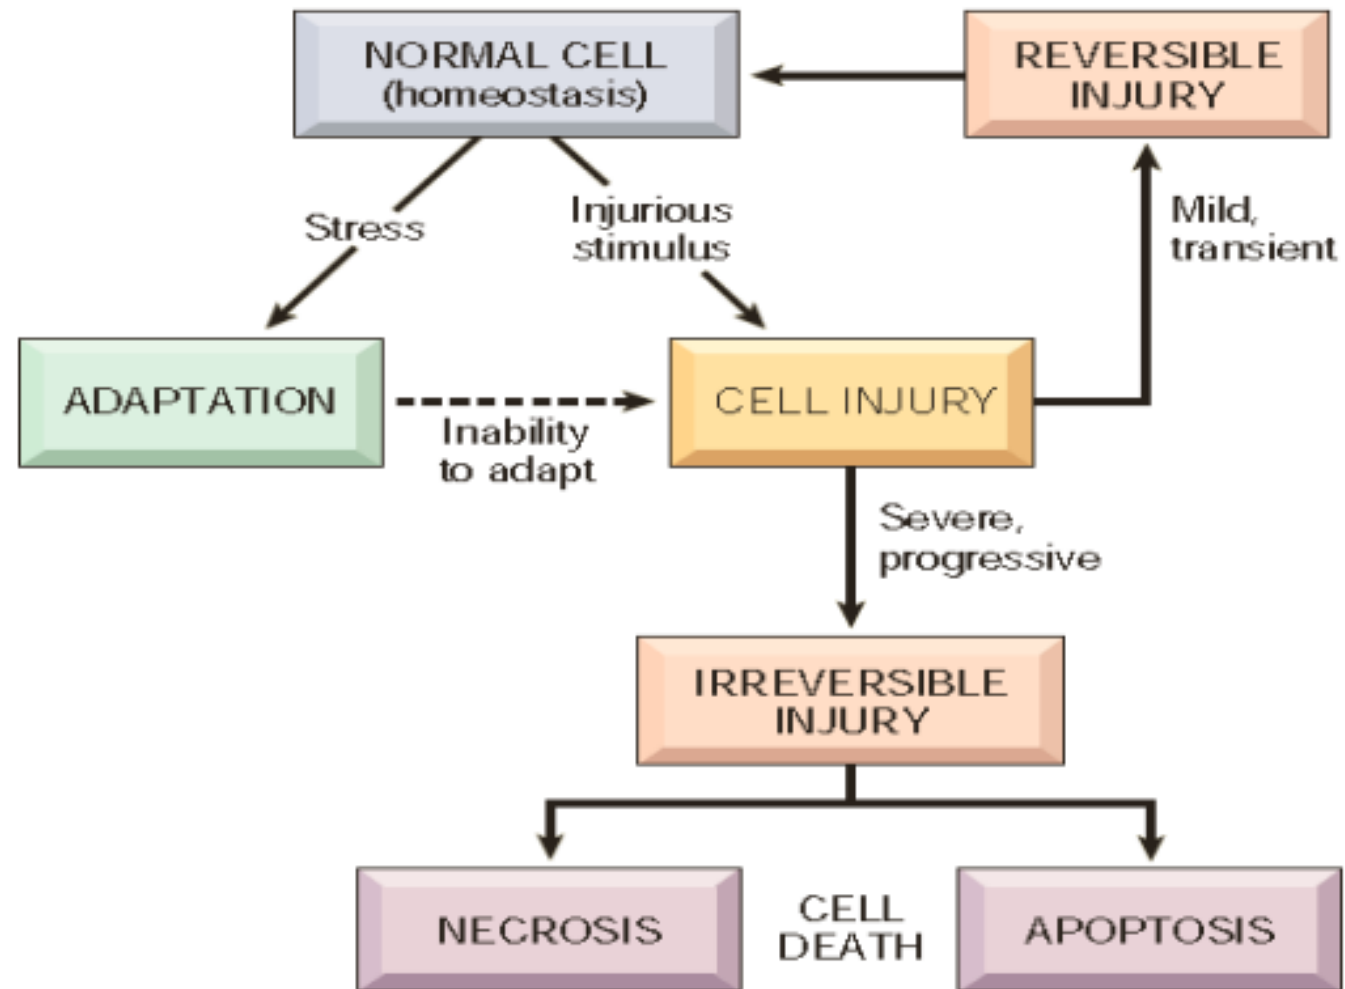 NORMAL CELL
(homeostasis)
REVERSIBLE
INJURY
Stress
Injurious
stimulus
Mild,
transient
ADAPTATION
Inability
to adapt
CELL INJURY
Severe,
progressive
IRREVERSIBLE
INJURY
NECROSIS
CELL
DEATH
APOPTOSIS